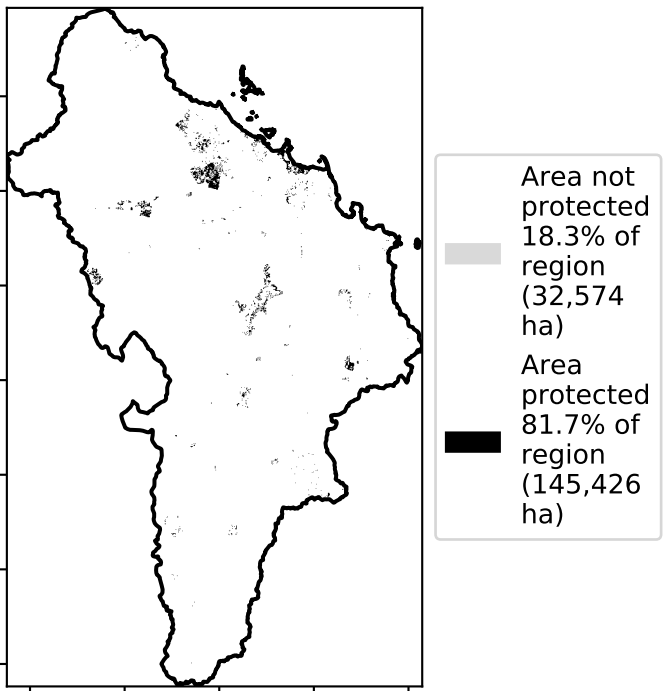 Area not
protected
18.3% of
region
(32,574
ha)
Area
protected
81.7% of
region
(145,426
ha)